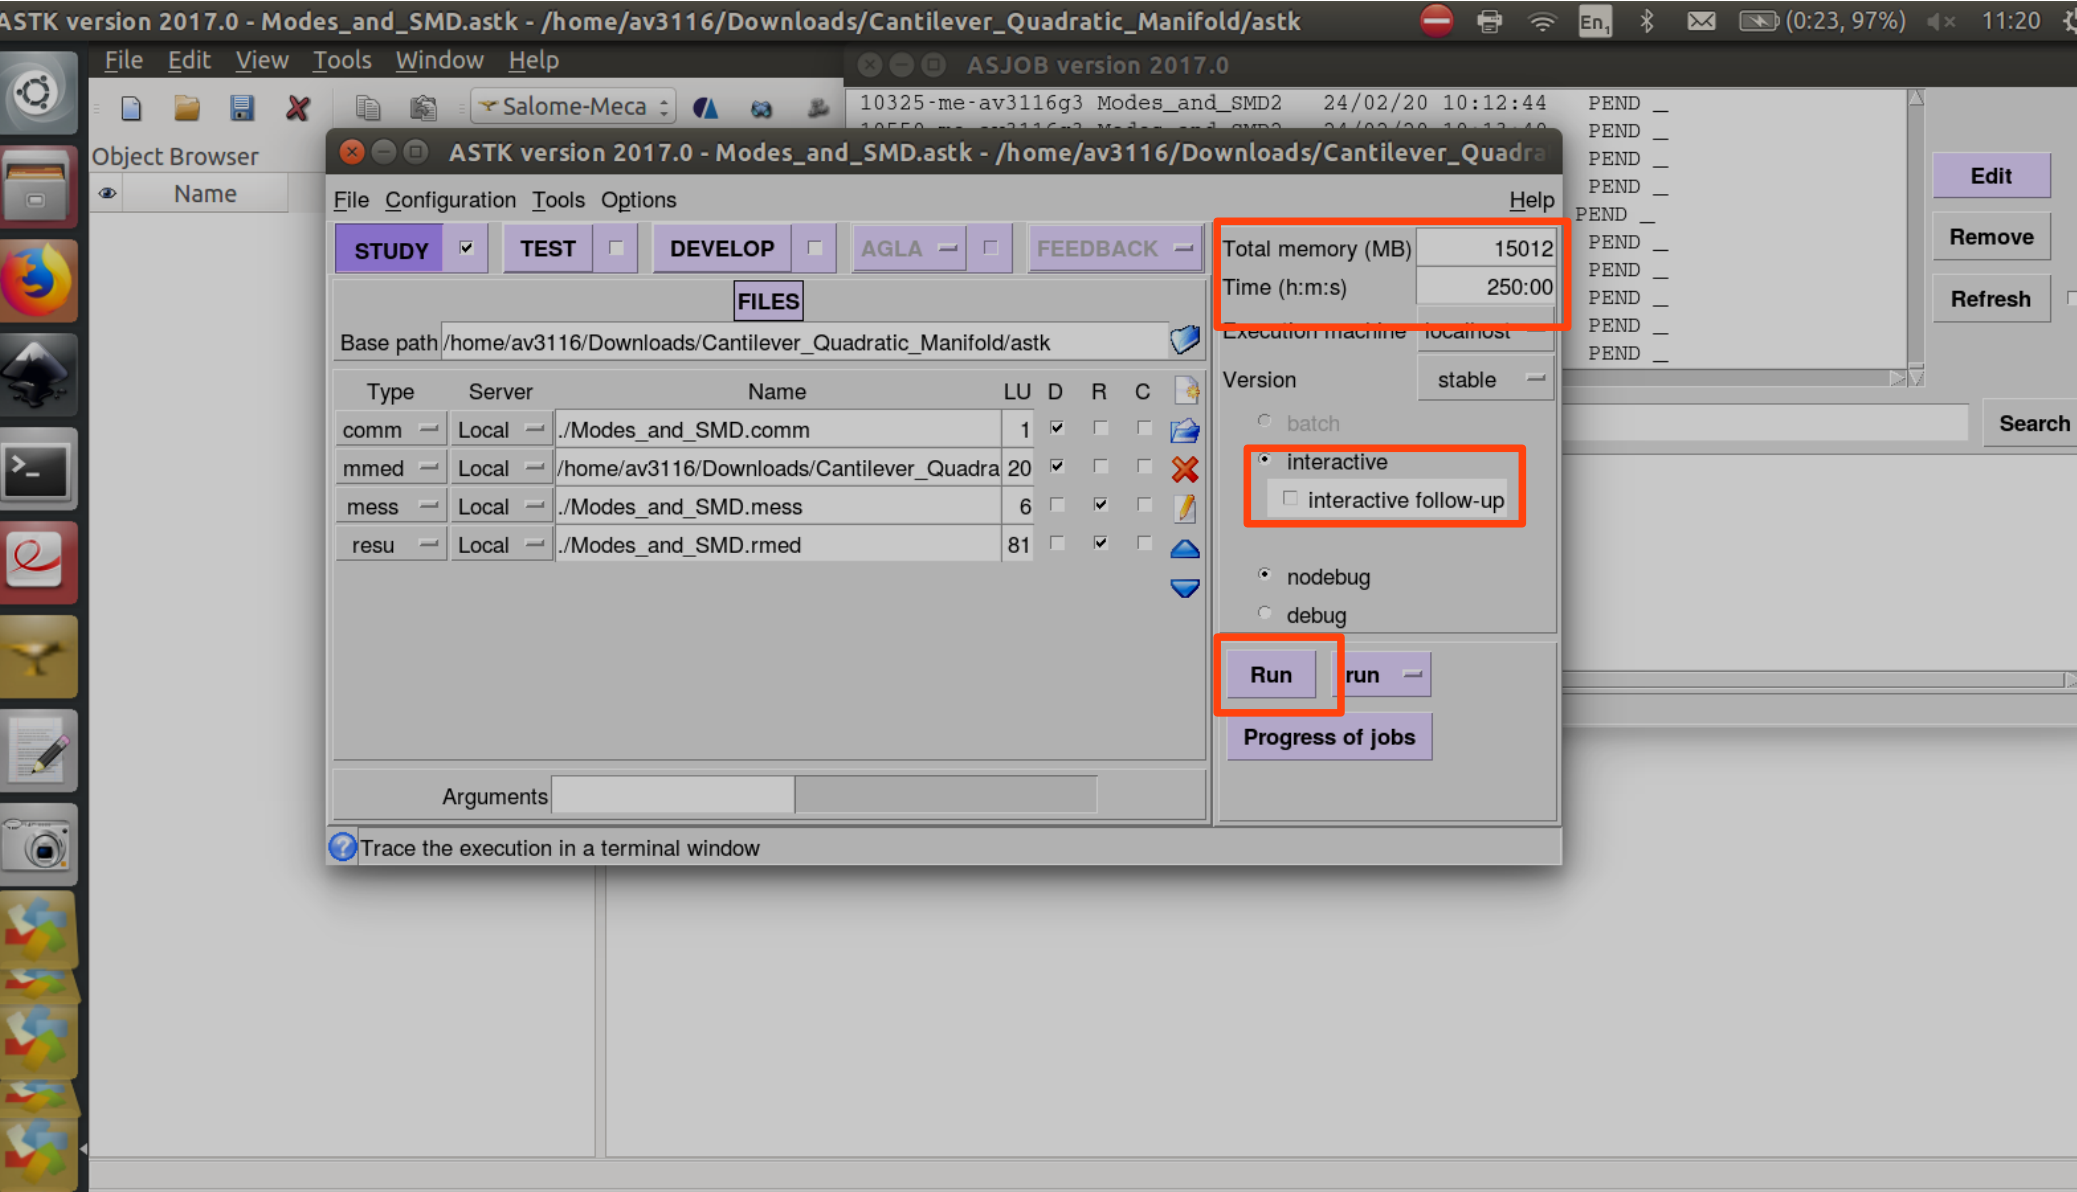 ASTK version 2017.0 - Modes_and_SMD.astk - /home/av3116/Downloads/Cantilever_Quadratic_Manifold/astk
En1 (0:23, 97%) 11:20
File Edit View Tools Window Help
ASJOB version 2017.0
Salome-Meca
10325-me-av3116g3 Modes_and_SMD2 24/02/20 10:12:44 PEND _
PEND _
PEND _
PEND _
PEND _
PEND _
PEND _
PEND _
PEND _
PEND _
Edit
Remove
Refresh
Search
Object Browser
Name
ASTK version 2017.0 - Modes_and_SMD.astk - /home/av3116/Downloads/Cantilever_Quadra
File Configuration Tools Options Help
STUDY TEST DEVELOP AGLA FEEDBACK
FILES
Base path /home/av3116/Downloads/Cantilever_Quadratic_Manifold/astk
Type Server Name LU D R C
comm Local ./Modes_and_SMD.comm 1
mmed Local /home/av3116/Downloads/Cantilever_Quadra 20
mess Local ./Modes_and_SMD.mess 6
resu Local ./Modes_and_SMD.rmed 81
Arguments
Total memory (MB) 15012
Time (h:m:s) 250:00
Execution machine localhost
Version stable
batch
interactive
interactive follow-up
nodebug
debug
Run run
Progress of jobs
Trace the execution in a terminal window